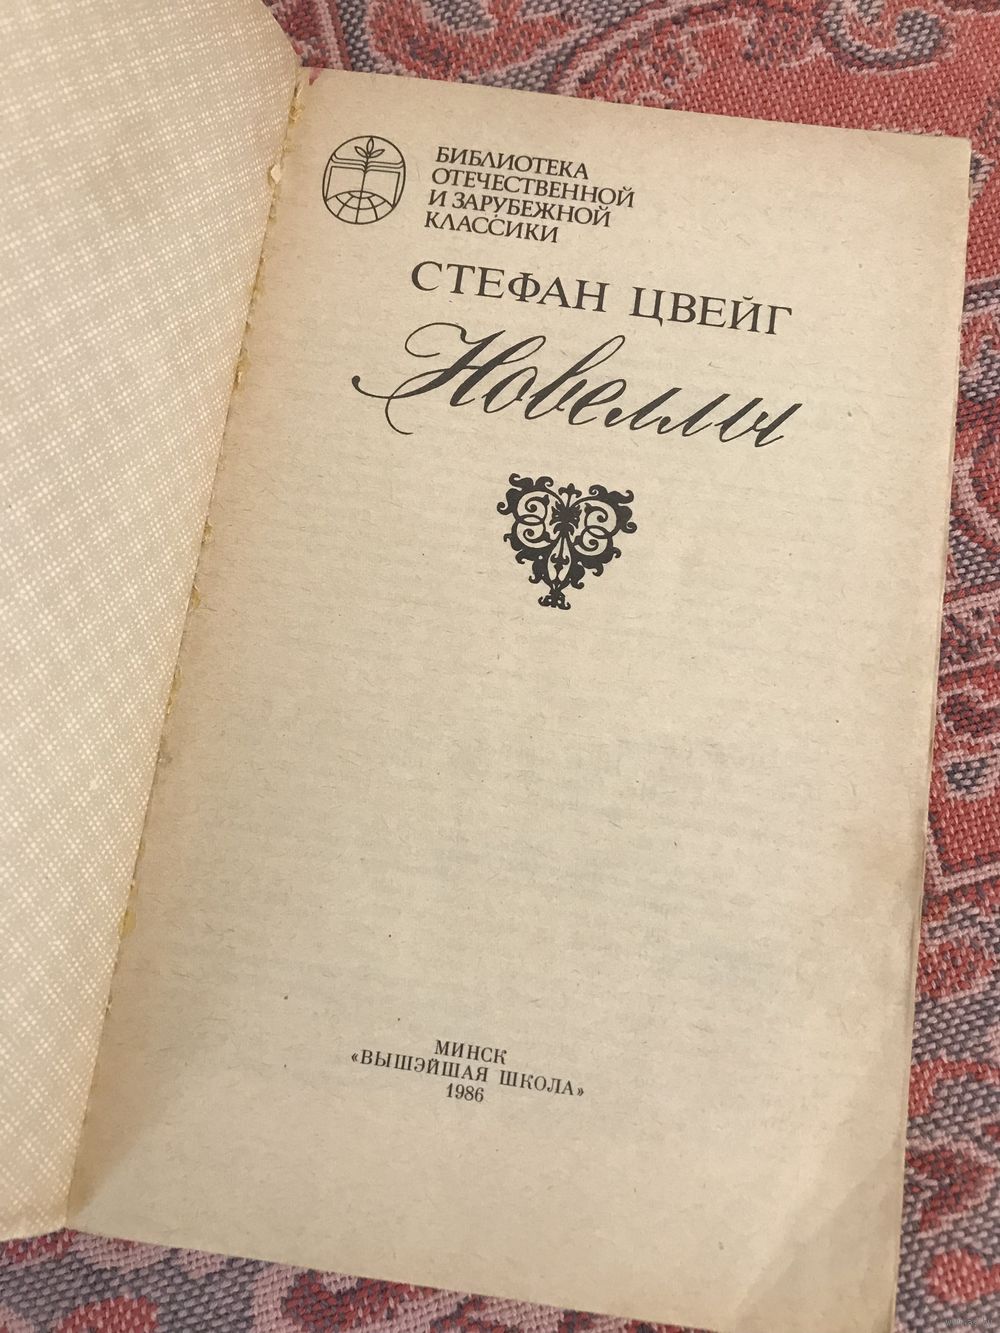 БИБЛИОТЕКА
ОТЕЧЕСТВЕННОЙ
И ЗАРУБЕЖНОЙ
КЛАССИКИ
СТЕФАН ЦВЕЙГ
Новеллы
МИНСК
«ВЫШЭЙШАЯ ШКОЛА»
1986